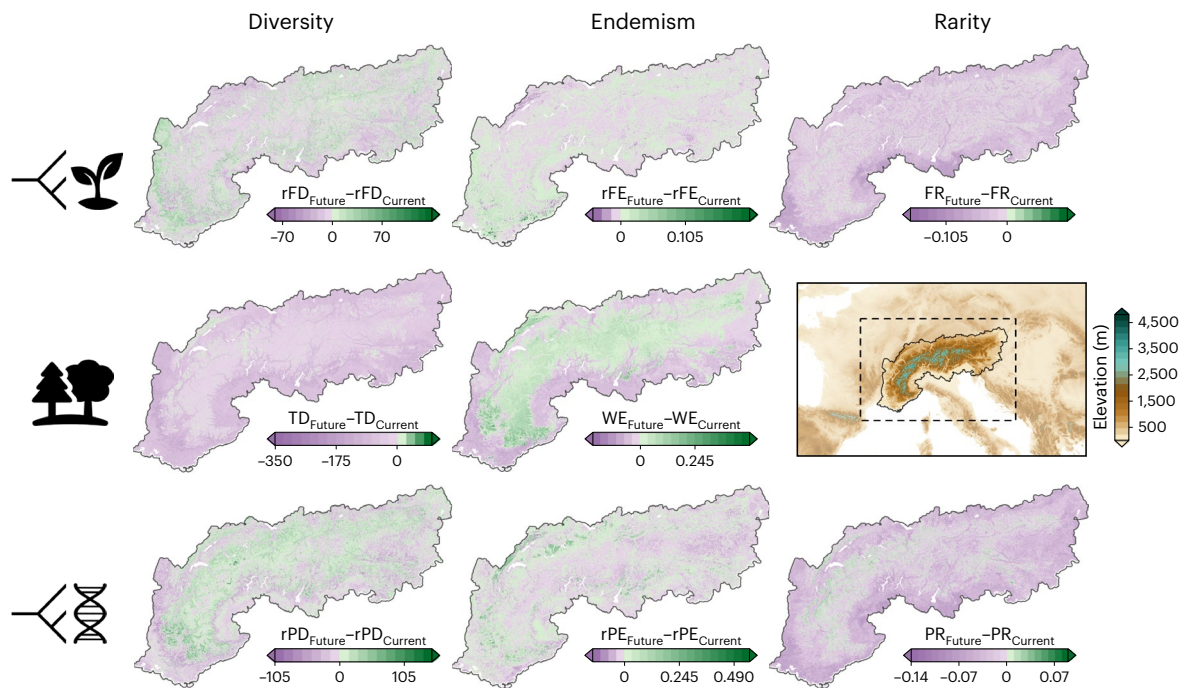 Diversity
Endemism
Rarity
rFD_Future–rFD_Current
–70 0 70
rFE_Future–rFE_Current
0 0.105
FR_Future–FR_Current
–0.105 0
TD_Future–TD_Current
–350 –175 0
WE_Future–WE_Current
0 0.245
Elevation (m)
4,500
3,500
2,500
1,500
500
rPD_Future–rPD_Current
–105 0 105
rPE_Future–rPE_Current
0 0.245 0.490
PR_Future–PR_Current
–0.14 –0.07 0 0.07